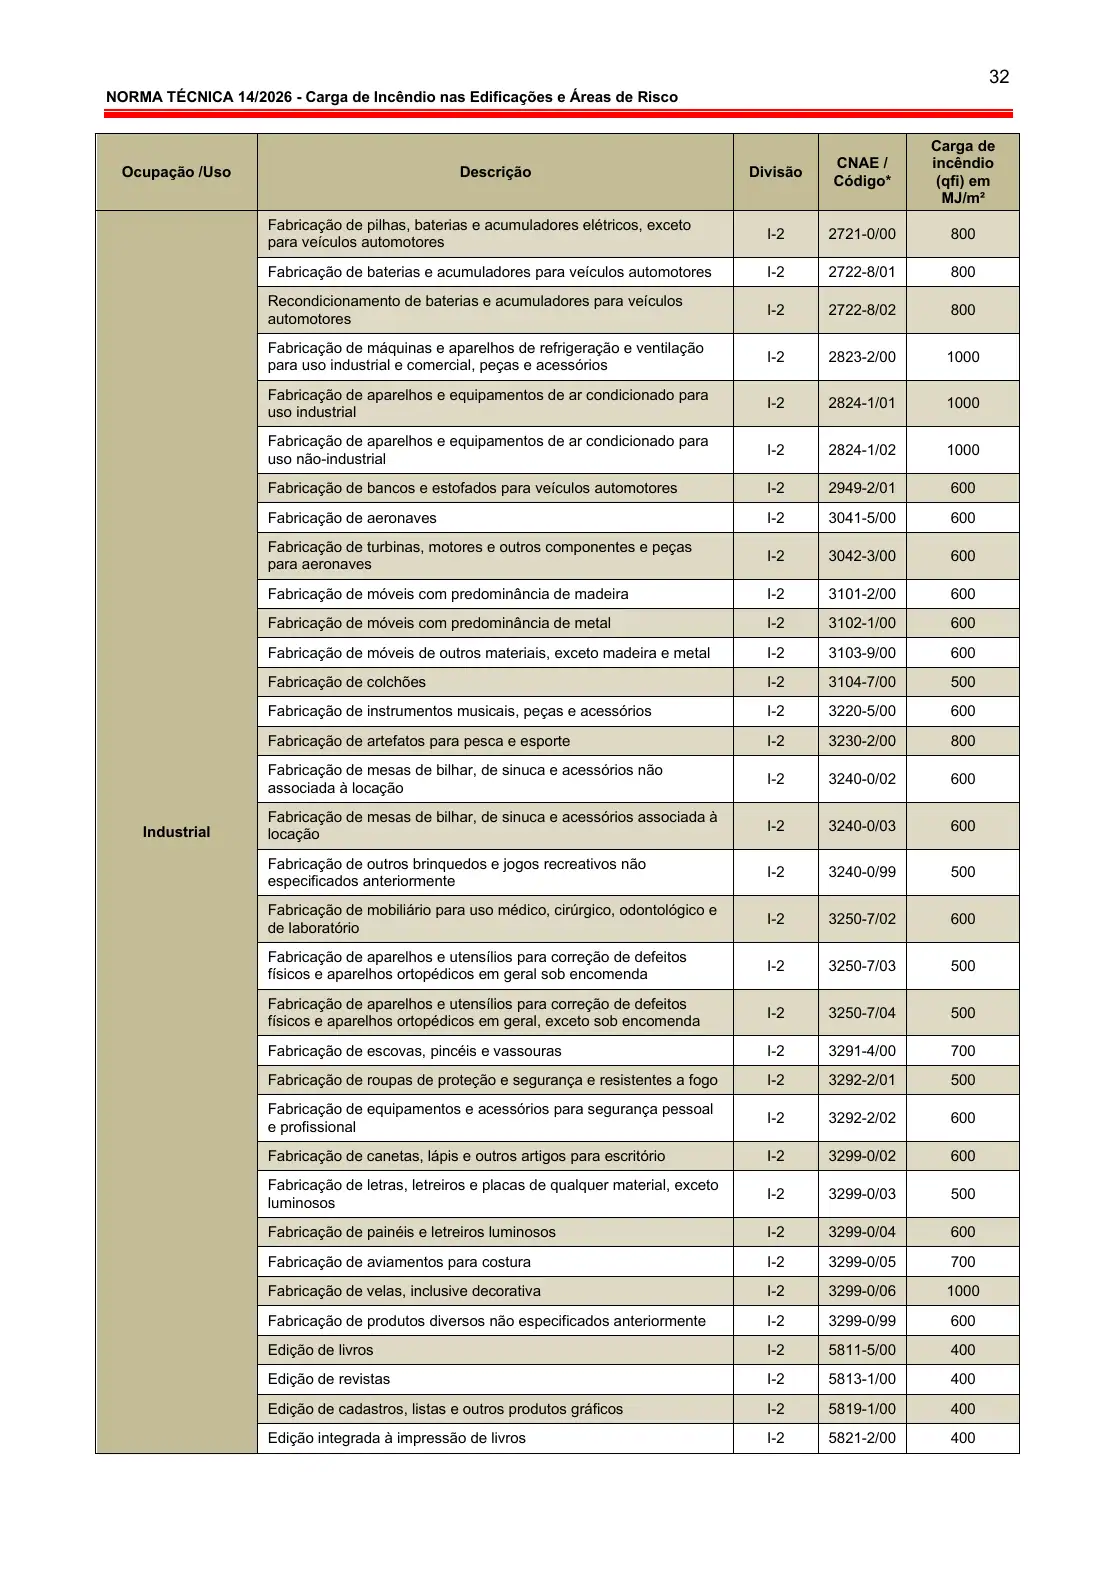 32
NORMA TÉCNICA 14/2026 - Carga de Incêndio nas Edificações e Áreas de Risco
Ocupação /Uso Descrição Divisão CNAE / Código* Carga de incêndio (qfi) em MJ/m²
Industrial
Fabricação de pilhas, baterias e acumuladores elétricos, exceto
para veículos automotores I-2 2721-0/00 800
Fabricação de baterias e acumuladores para veículos automotores I-2 2722-8/01 800
Recondicionamento de baterias e acumuladores para veículos
automotores I-2 2722-8/02 800
Fabricação de máquinas e aparelhos de refrigeração e ventilação
para uso industrial e comercial, peças e acessórios I-2 2823-2/00 1000
Fabricação de aparelhos e equipamentos de ar condicionado para
uso industrial I-2 2824-1/01 1000
Fabricação de aparelhos e equipamentos de ar condicionado para
uso não-industrial I-2 2824-1/02 1000
Fabricação de bancos e estofados para veículos automotores I-2 2949-2/01 600
Fabricação de aeronaves I-2 3041-5/00 600
Fabricação de turbinas, motores e outros componentes e peças
para aeronaves I-2 3042-3/00 600
Fabricação de móveis com predominância de madeira I-2 3101-2/00 600
Fabricação de móveis com predominância de metal I-2 3102-1/00 600
Fabricação de móveis de outros materiais, exceto madeira e metal I-2 3103-9/00 600
Fabricação de colchões I-2 3104-7/00 500
Fabricação de instrumentos musicais, peças e acessórios I-2 3220-5/00 600
Fabricação de artefatos para pesca e esporte I-2 3230-2/00 800
Fabricação de mesas de bilhar, de sinuca e acessórios não
associada à locação I-2 3240-0/02 600
Fabricação de mesas de bilhar, de sinuca e acessórios associada à
locação I-2 3240-0/03 600
Fabricação de outros brinquedos e jogos recreativos não
especificados anteriormente I-2 3240-0/99 500
Fabricação de mobiliário para uso médico, cirúrgico, odontológico e
de laboratório I-2 3250-7/02 600
Fabricação de aparelhos e utensílios para correção de defeitos
físicos e aparelhos ortopédicos em geral sob encomenda I-2 3250-7/03 500
Fabricação de aparelhos e utensílios para correção de defeitos
físicos e aparelhos ortopédicos em geral, exceto sob encomenda I-2 3250-7/04 500
Fabricação de escovas, pincéis e vassouras I-2 3291-4/00 700
Fabricação de roupas de proteção e segurança e resistentes a fogo I-2 3292-2/01 500
Fabricação de equipamentos e acessórios para segurança pessoal
e profissional I-2 3292-2/02 600
Fabricação de canetas, lápis e outros artigos para escritório I-2 3299-0/02 600
Fabricação de letras, letreiros e placas de qualquer material, exceto
luminosos I-2 3299-0/03 500
Fabricação de painéis e letreiros luminosos I-2 3299-0/04 600
Fabricação de aviamentos para costura I-2 3299-0/05 700
Fabricação de velas, inclusive decorativa I-2 3299-0/06 1000
Fabricação de produtos diversos não especificados anteriormente I-2 3299-0/99 600
Edição de livros I-2 5811-5/00 400
Edição de revistas I-2 5813-1/00 400
Edição de cadastros, listas e outros produtos gráficos I-2 5819-1/00 400
Edição integrada à impressão de livros I-2 5821-2/00 400